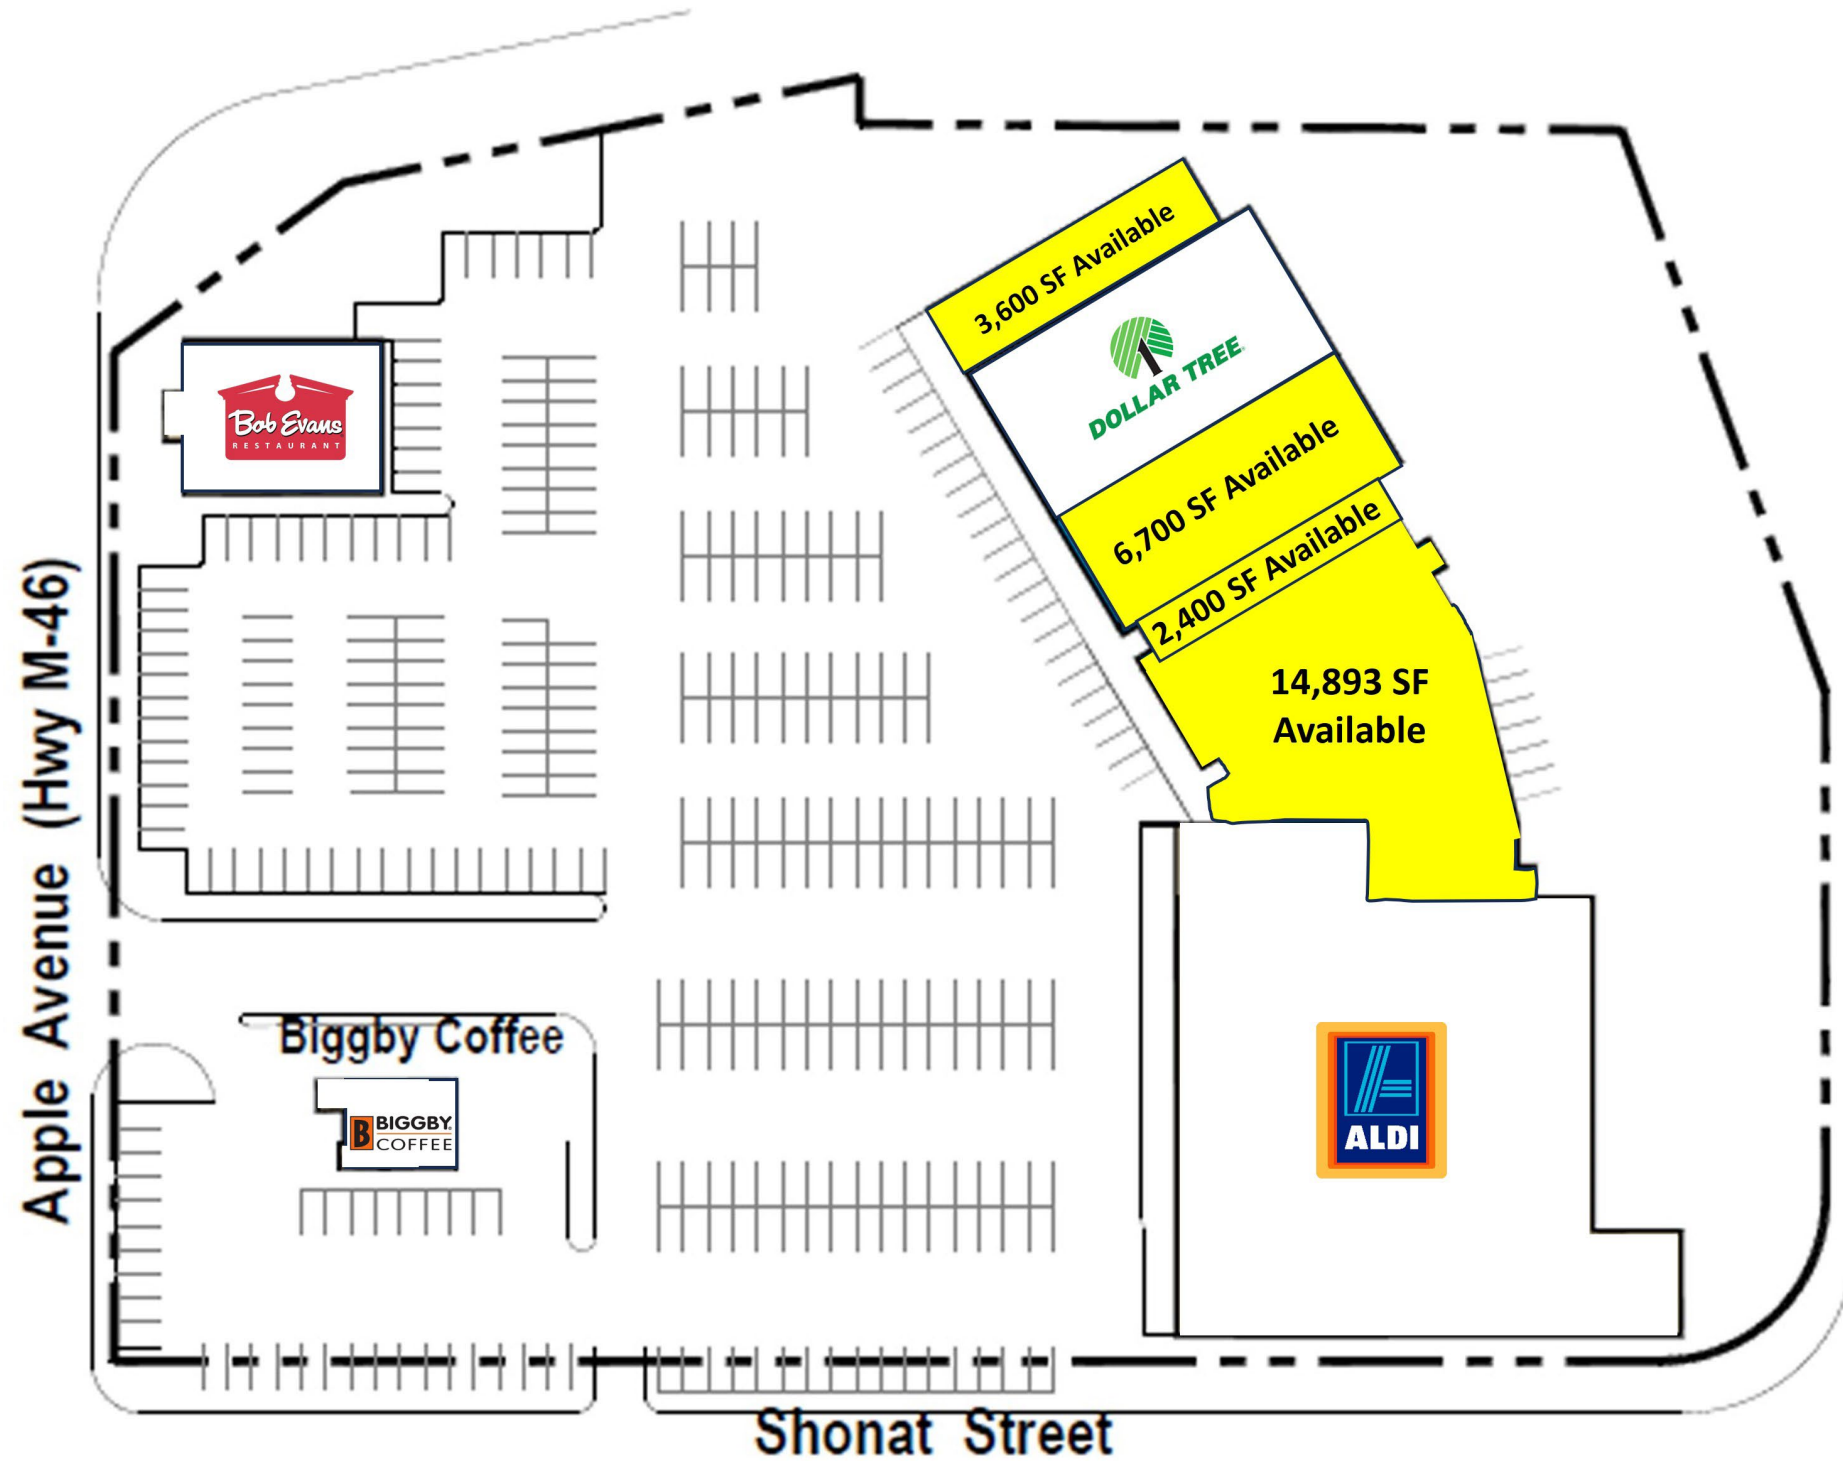 3,600 SF Available
DOLLAR TREE
Bob Evans
RESTAURANT
6,700 SF Available
2,400 SF Available
14,893 SF
Available
Apple Avenue (Hwy M-46)
Biggby Coffee
B BIGGBY.
COFFEE
ALDI
Shonat Street